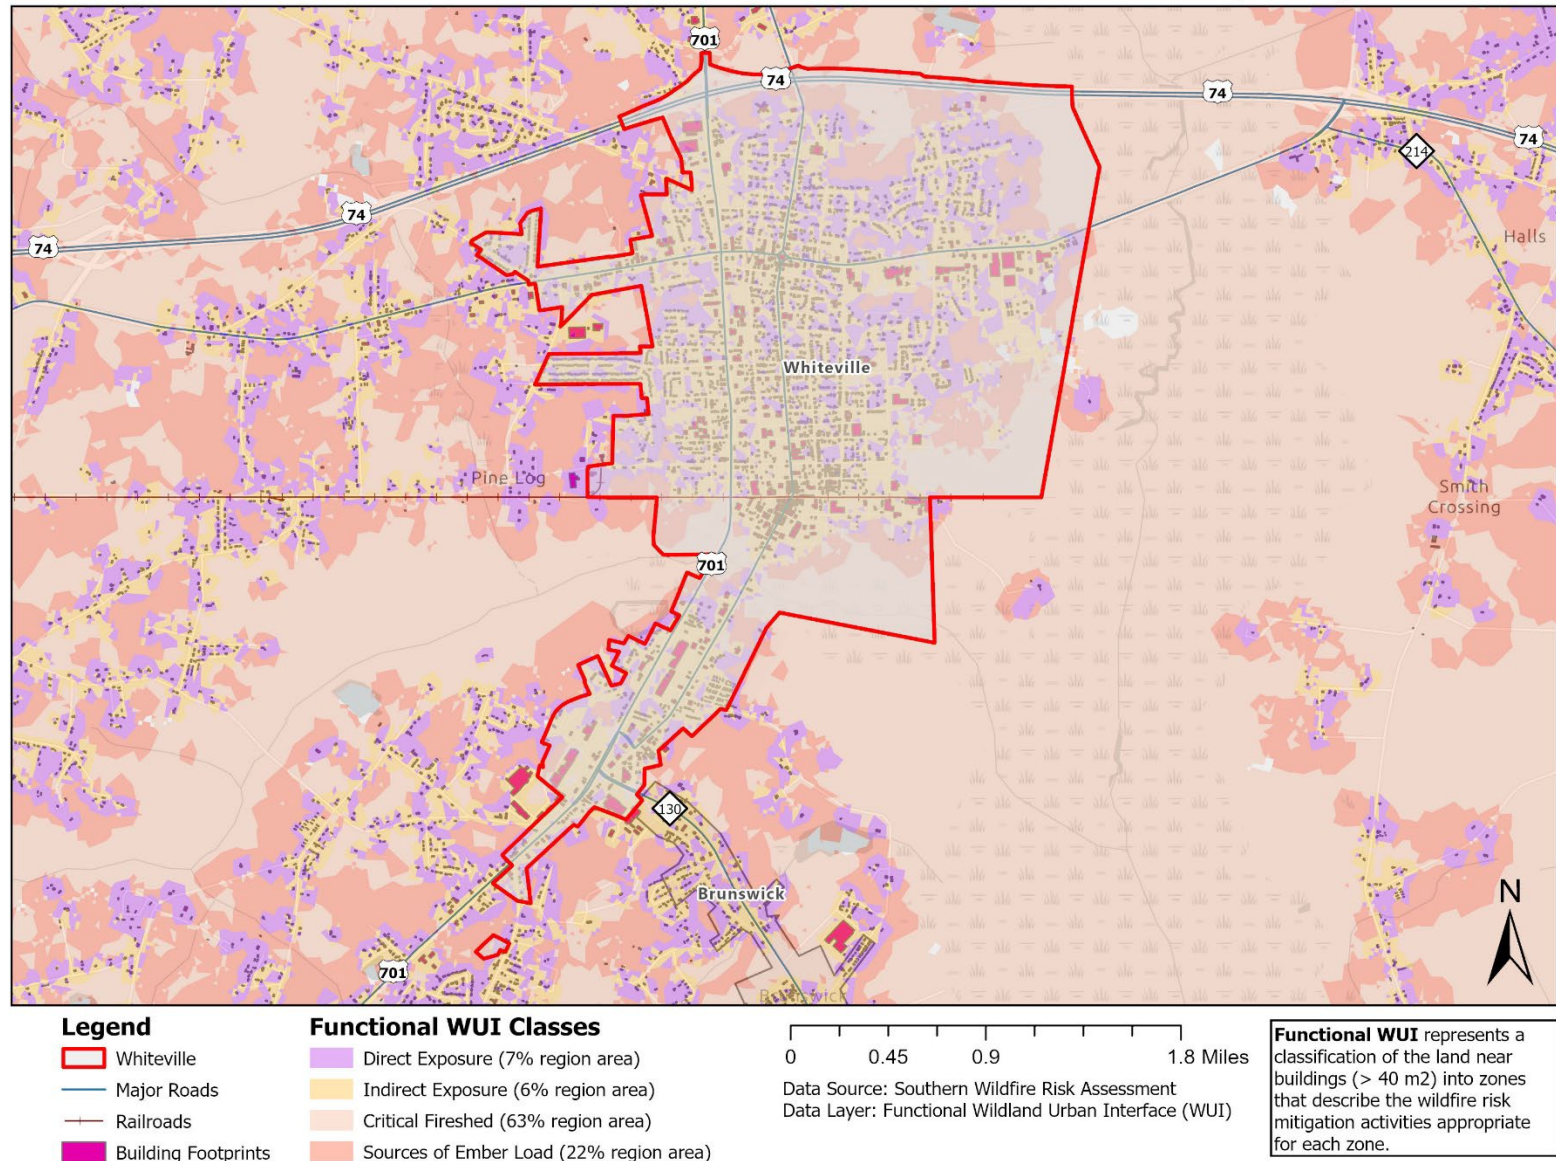 701
74
74
74
214
74
74
Halls
Whiteville
Pine Log
Smith
Crossing
701
130
Brunswick
701
Brunswick
N
Legend
Whiteville
Major Roads
Railroads
Building Footprints
Functional WUI Classes
Direct Exposure (7% region area)
Indirect Exposure (6% region area)
Critical Fireshed (63% region area)
Sources of Ember Load (22% region area)
0 0.45 0.9 1.8 Miles
Data Source: Southern Wildfire Risk Assessment
Data Layer: Functional Wildland Urban Interface (WUI)
Functional WUI represents a
classification of the land near
buildings (> 40 m2) into zones
that describe the wildfire risk
mitigation activities appropriate
for each zone.